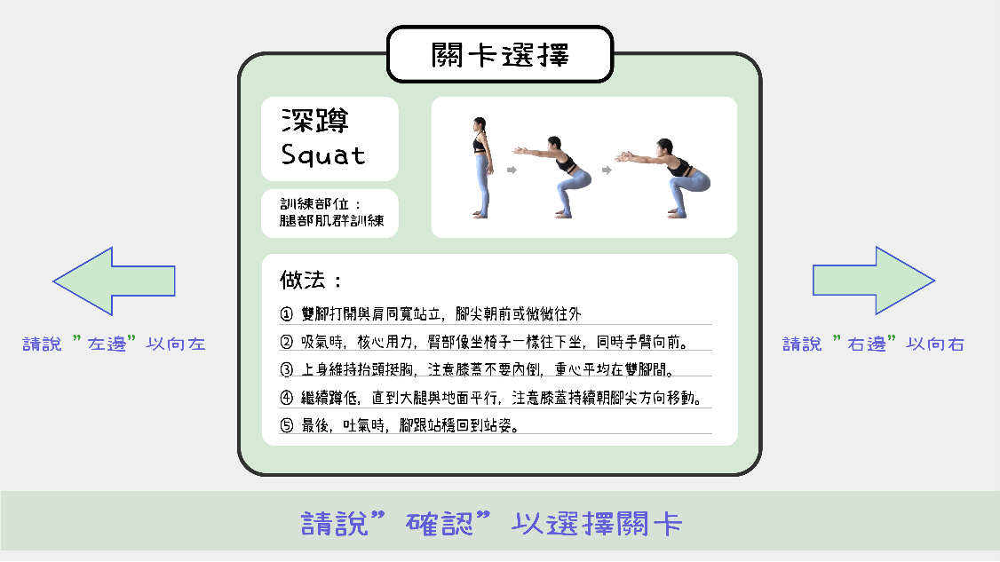 關卡選擇
深蹲
Squat
訓練部位：
腿部肌群訓練
做法：
① 雙腳打開與肩同寬站立，腳尖朝前或微微往外
② 吸氣時，核心用力，臀部像坐椅子一樣往下坐，同時手臂向前。
③ 上身維持抬頭挺胸，注意膝蓋不要內倒，重心平均在雙腳間。
④ 繼續蹲低，直到大腿與地面平行，注意膝蓋持續朝腳尖方向移動。
⑤ 最後，吐氣時，腳跟站穩回到站姿。
請說 ”左邊” 以向左
請說 ”右邊” 以向右
請說”確認”以選擇關卡